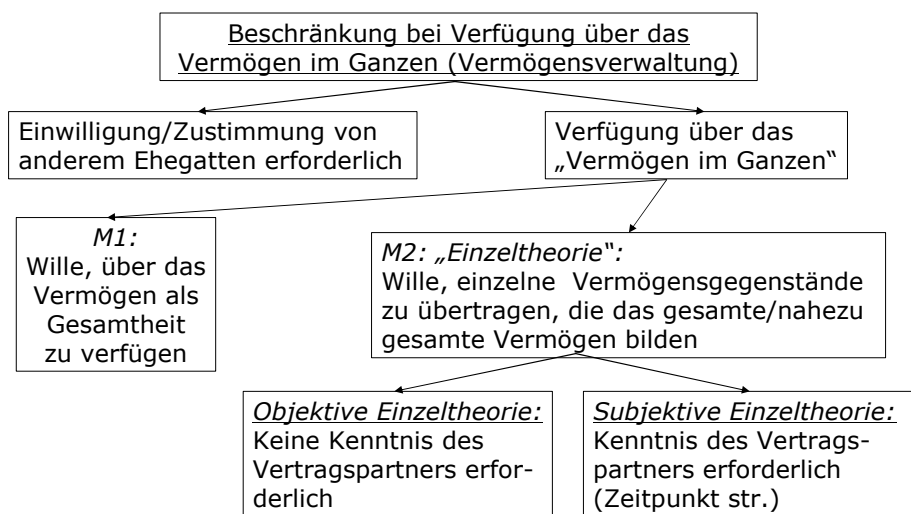 Beschränkung bei Verfügung über das
Vermögen im Ganzen (Vermögensverwaltung)
Einwilligung/Zustimmung von
anderem Ehegatten erforderlich
Verfügung über das
„Vermögen im Ganzen“
M1:
Wille, über das
Vermögen als
Gesamtheit
zu verfügen
M2: „Einzeltheorie“:
Wille, einzelne Vermögensgegenstände
zu übertragen, die das gesamte/nahezu
gesamte Vermögen bilden
Objektive Einzeltheorie:
Keine Kenntnis des
Vertragspartners erfor-
derlich
Subjektive Einzeltheorie:
Kenntnis des Vertrags-
partners erforderlich
(Zeitpunkt str.)